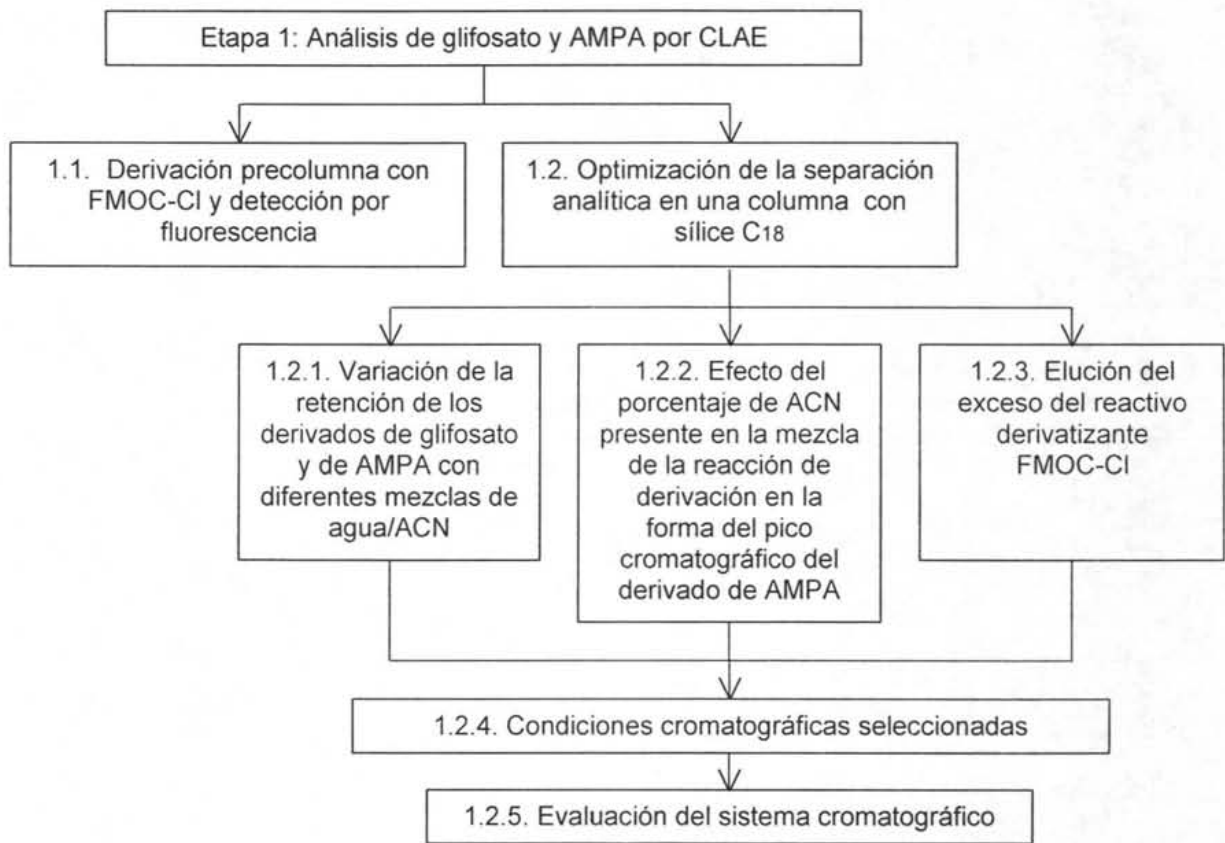 Etapa 1: Análisis de glifosato y AMPA por CLAE
1.1. Derivación precolumna con
FMOC-Cl y detección por
fluorescencia
1.2. Optimización de la separación
analítica en una columna con
sílice C18
1.2.1. Variación de la
retención de los
derivados de glifosato
y de AMPA con
diferentes mezclas de
agua/ACN
1.2.2. Efecto del
porcentaje de ACN
presente en la mezcla
de la reacción de
derivación en la
forma del pico
cromatográfico del
derivado de AMPA
1.2.3. Elución del
exceso del reactivo
derivatizante
FMOC-Cl
1.2.4. Condiciones cromatográficas seleccionadas
1.2.5. Evaluación del sistema cromatográfico